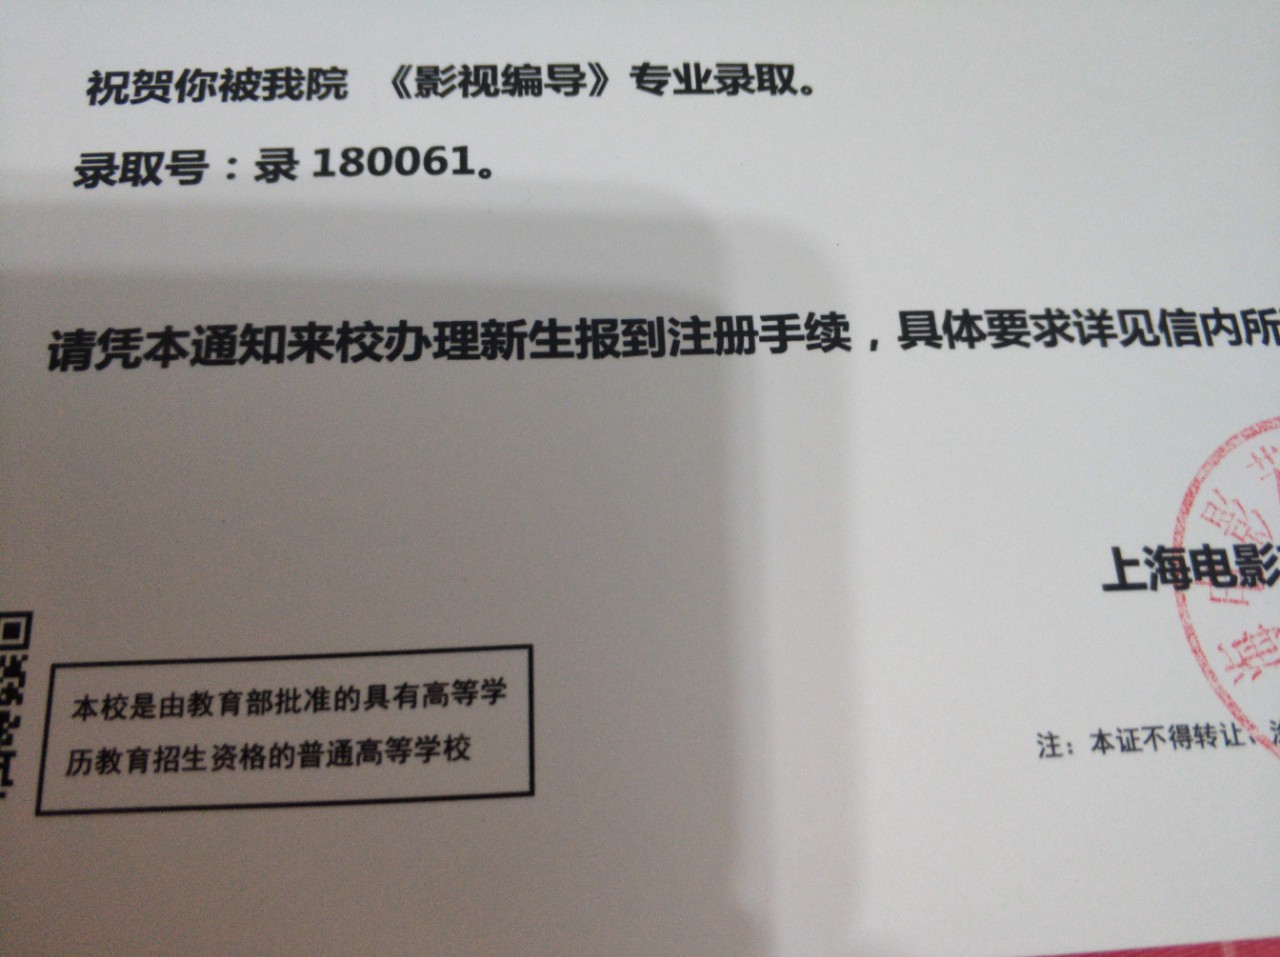 祝贺你被我院 《影视编导》专业录取。
录取号：录 180061。
请凭本通知来校办理新生报到注册手续，具体要求详见信内所
上海电影
本校是由教育部批准的具有高等学
历教育招生资格的普通高等学校
注：本证不得转让、